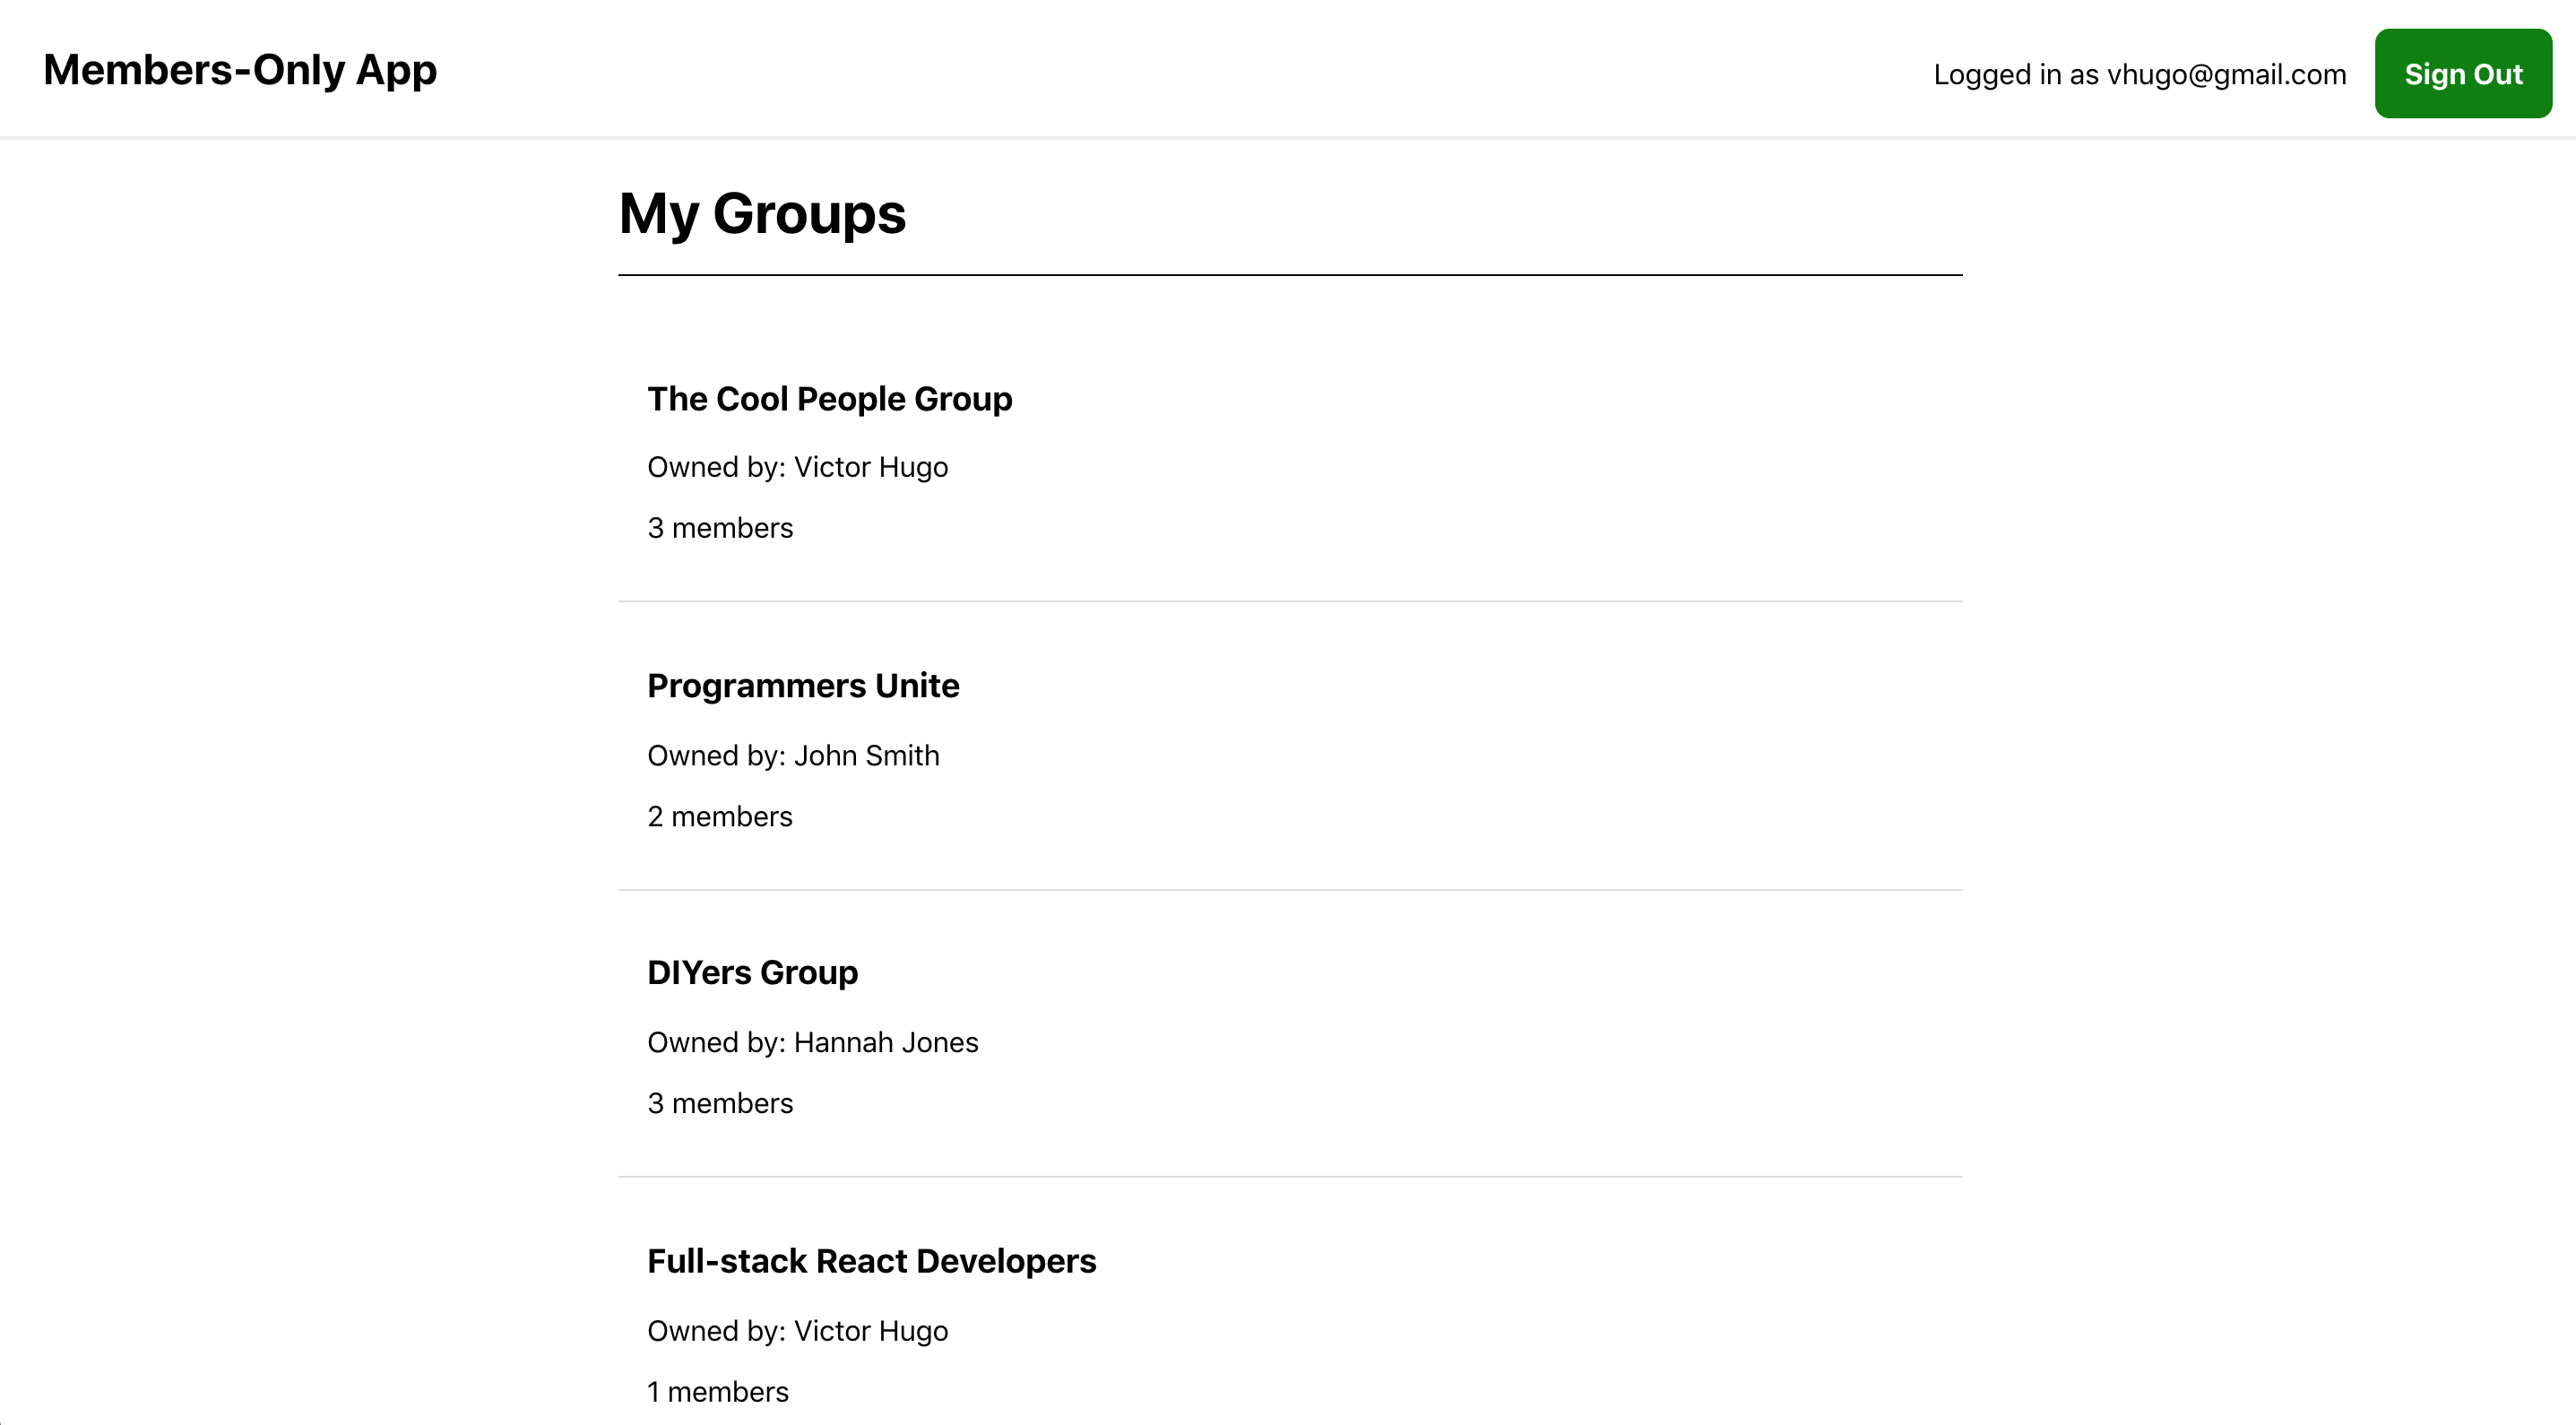 Members-Only App
Logged in as vhugo@gmail.com
Sign Out
My Groups
The Cool People Group
Owned by: Victor Hugo
3 members
Programmers Unite
Owned by: John Smith
2 members
DIYers Group
Owned by: Hannah Jones
3 members
Full-stack React Developers
Owned by: Victor Hugo
1 members